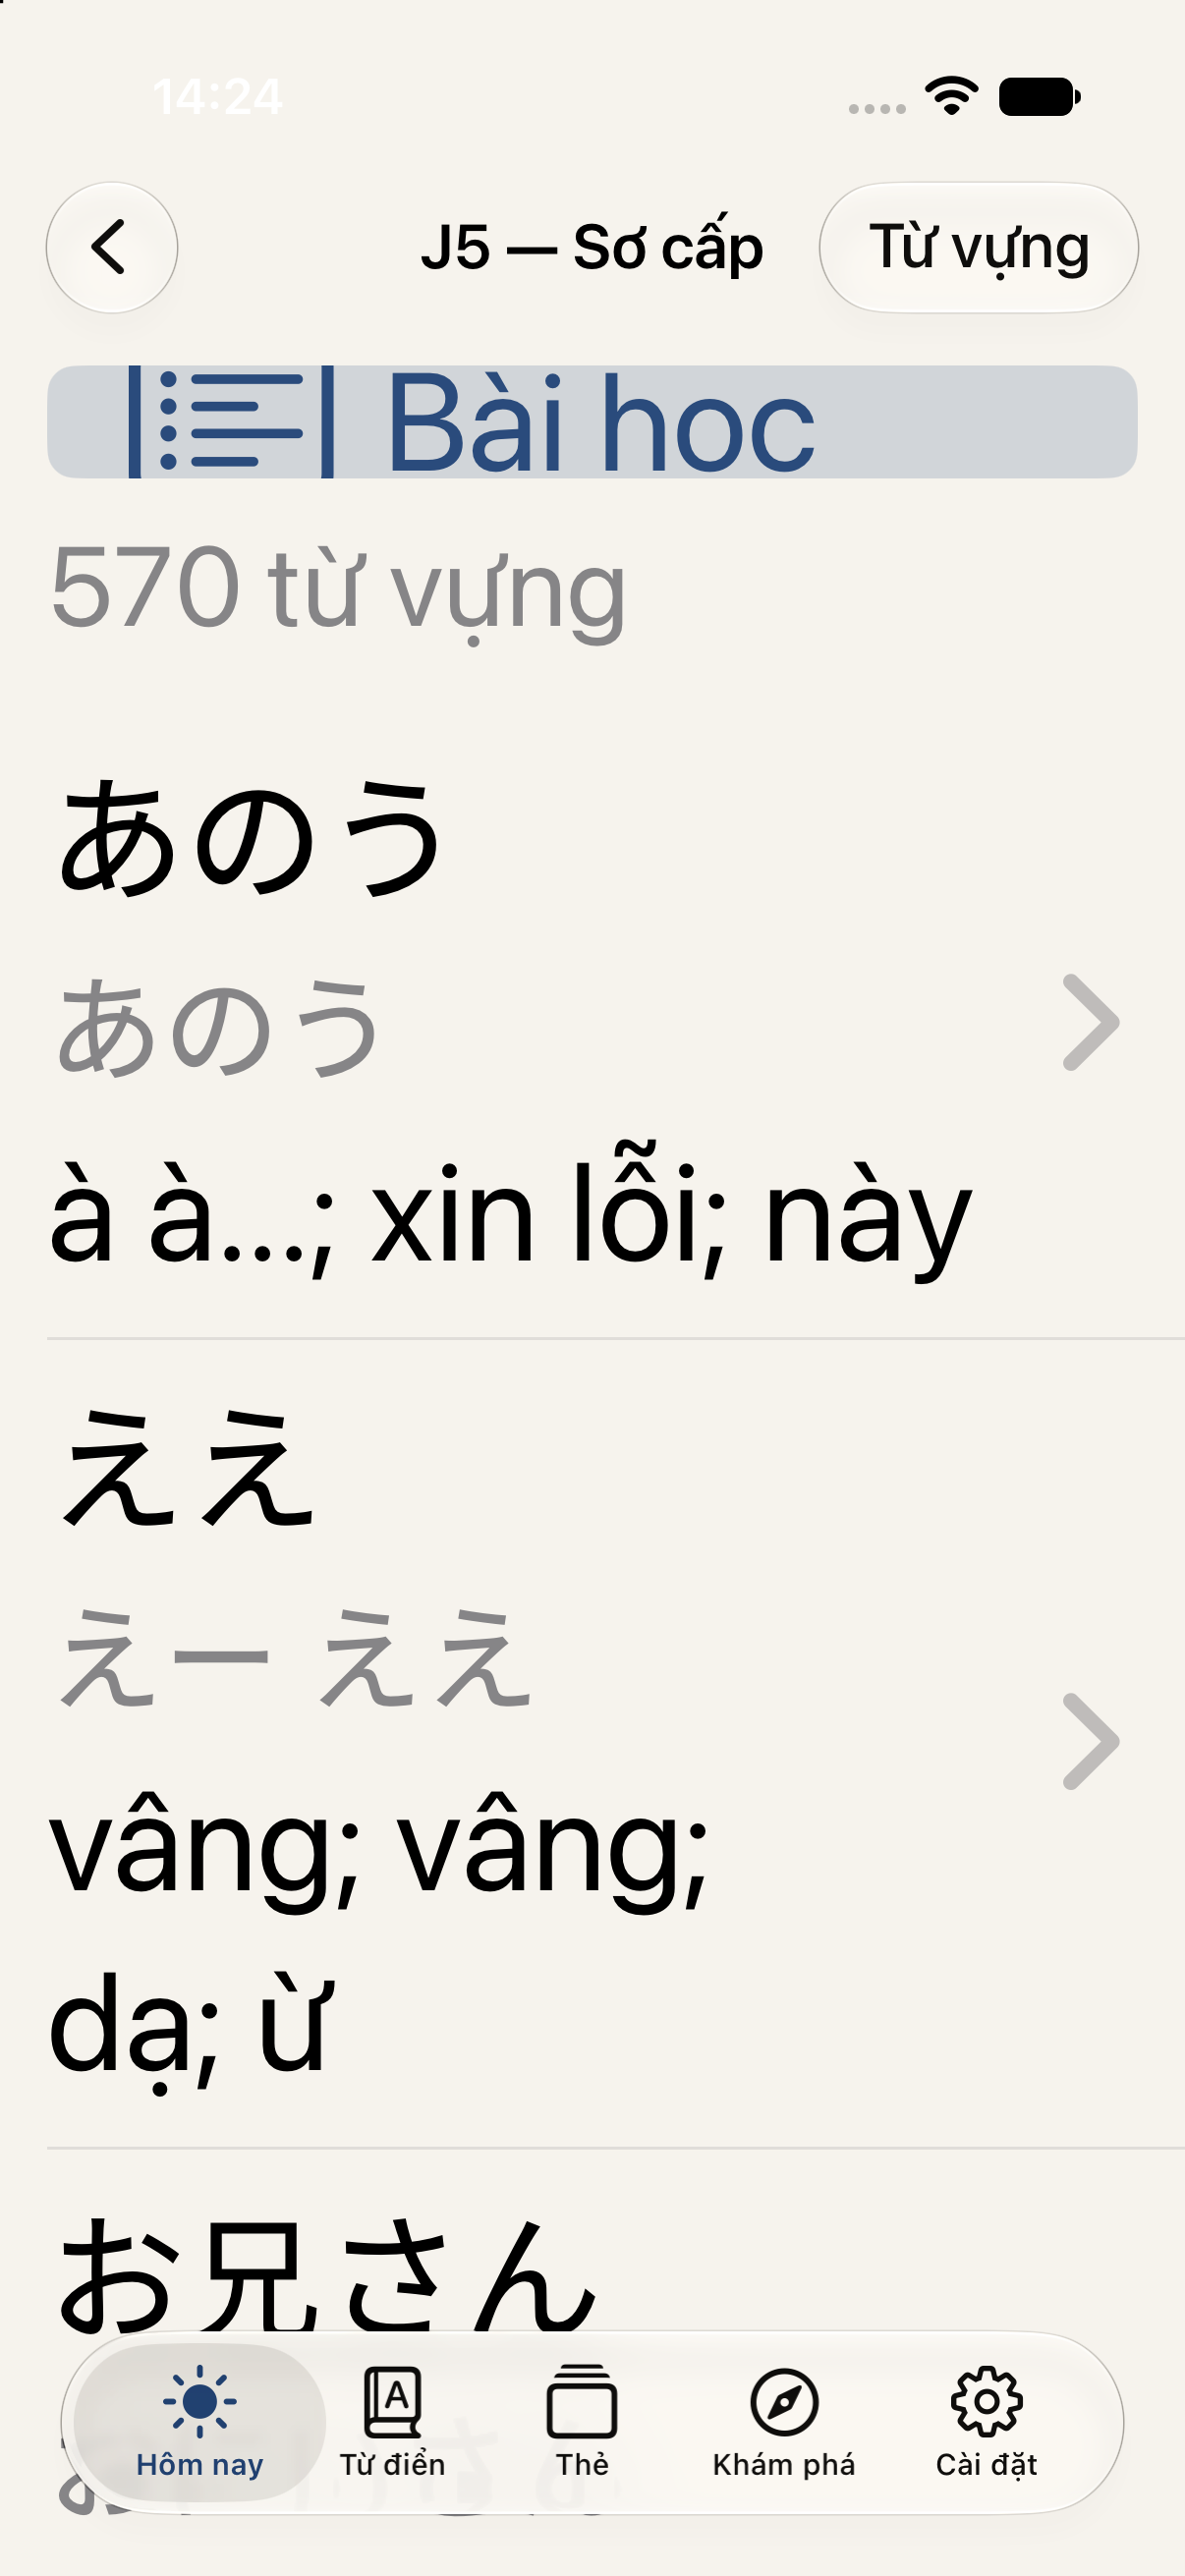 14:24
J5 — Sơ cấp
Từ vựng
Bài học
570 từ vựng
あのう
あのう
à à...; xin lỗi; này
ええ
えー ええ
vâng; vâng;
dạ; ừ
お兄さん
Hôm nay
Từ điển
Thẻ
Khám phá
Cài đặt